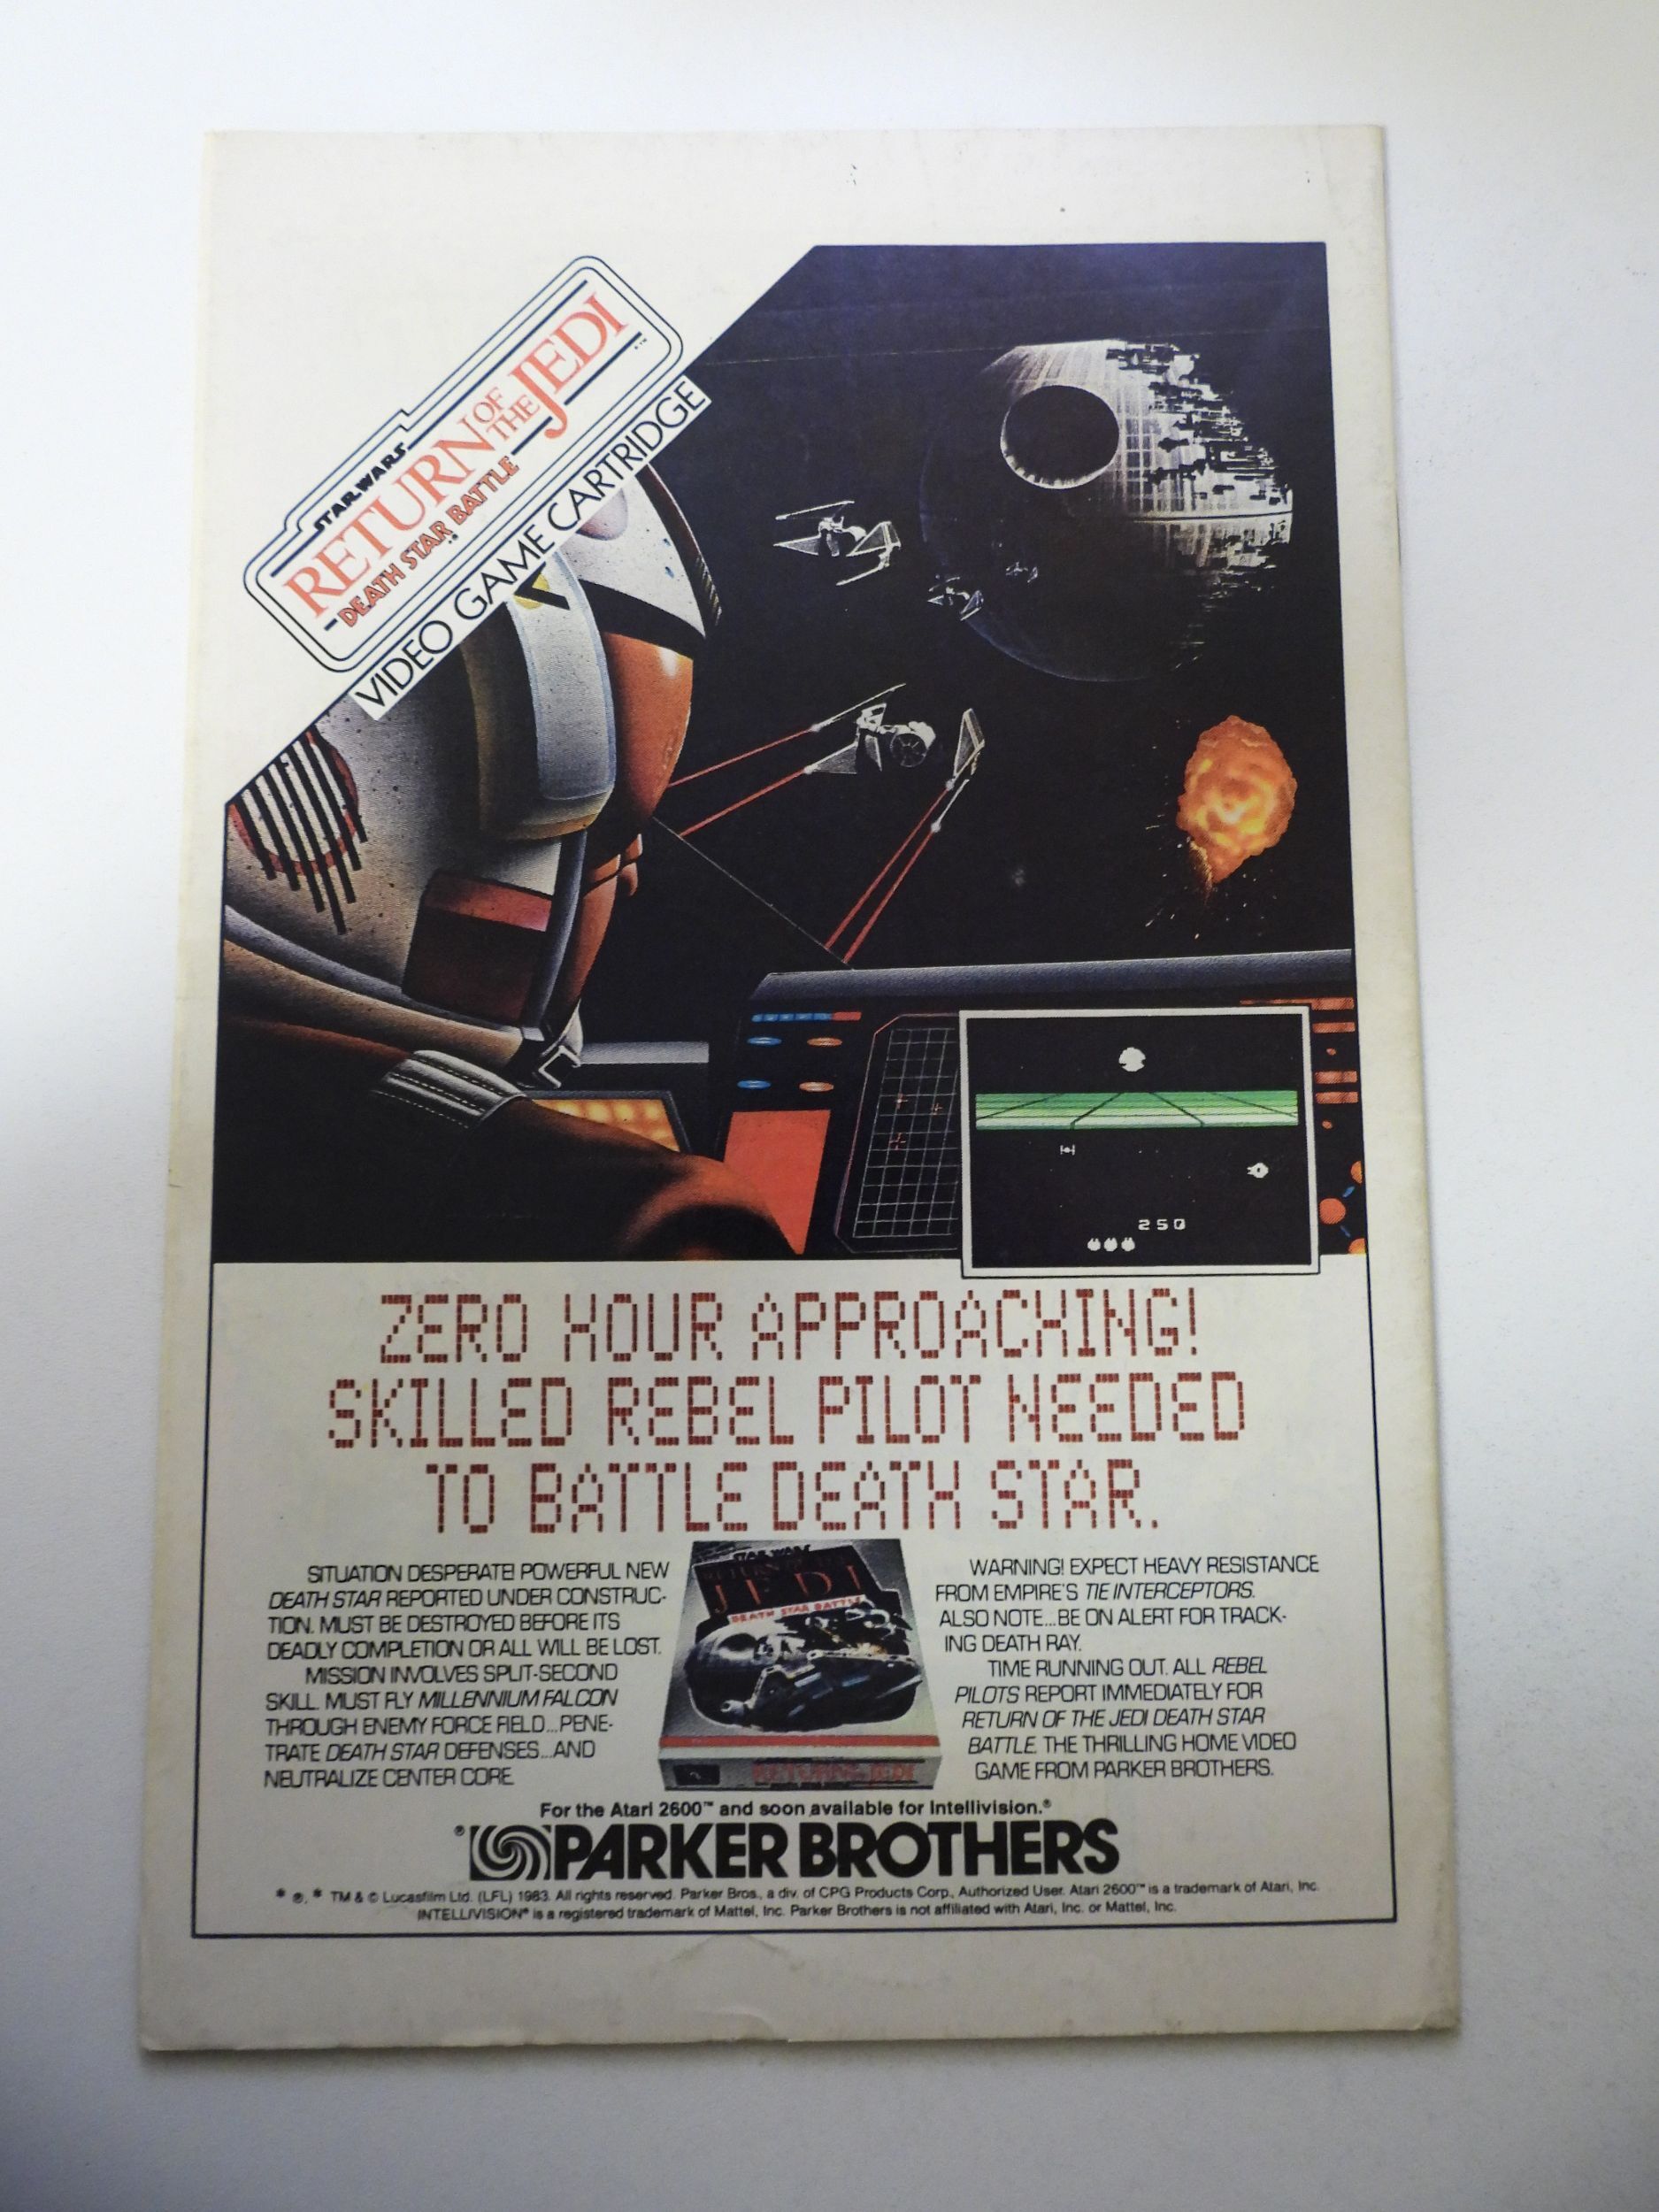 STAR WARS
RETURN OF THE JEDI™
DEATH STAR BATTLE
VIDEO GAME CARTRIDGE
250
ZERO HOUR APPROACHING!
SKILLED REBEL PILOT NEEDED
TO BATTLE DEATH STAR.
SITUATION DESPERATE! POWERFUL NEW
DEATH STAR REPORTED UNDER CONSTRUC-
TION. MUST BE DESTROYED BEFORE ITS
DEADLY COMPLETION OR ALL WILL BE LOST.
MISSION INVOLVES SPLIT-SECOND
SKILL. MUST FLY MILLENNIUM FALCON
THROUGH ENEMY FORCE FIELD...PENE-
TRATE DEATH STAR DEFENSES...AND
NEUTRALIZE CENTER CORE.
STAR WARS
RETURN OF THE
JEDI
DEATH STAR BATTLE
RETURN OF THE JEDI
WARNING! EXPECT HEAVY RESISTANCE
FROM EMPIRE'S TIE INTERCEPTORS.
ALSO NOTE...BE ON ALERT FOR TRACK-
ING DEATH RAY.
TIME RUNNING OUT. ALL REBEL
PILOTS REPORT IMMEDIATELY FOR
RETURN OF THE JEDI DEATH STAR
BATTLE. THE THRILLING HOME VIDEO
GAME FROM PARKER BROTHERS.
For the Atari 2600™ and soon available for Intellivision.®
® PARKER BROTHERS
* ®, * TM & © Lucasfilm Ltd. (LFL) 1983. All rights reserved. Parker Bros., a div. of CPG Products Corp., Authorized User. Atari 2600™ is a trademark of Atari, Inc.
INTELLIVISION® is a registered trademark of Mattel, Inc. Parker Brothers is not affiliated with Atari, Inc. or Mattel, Inc.